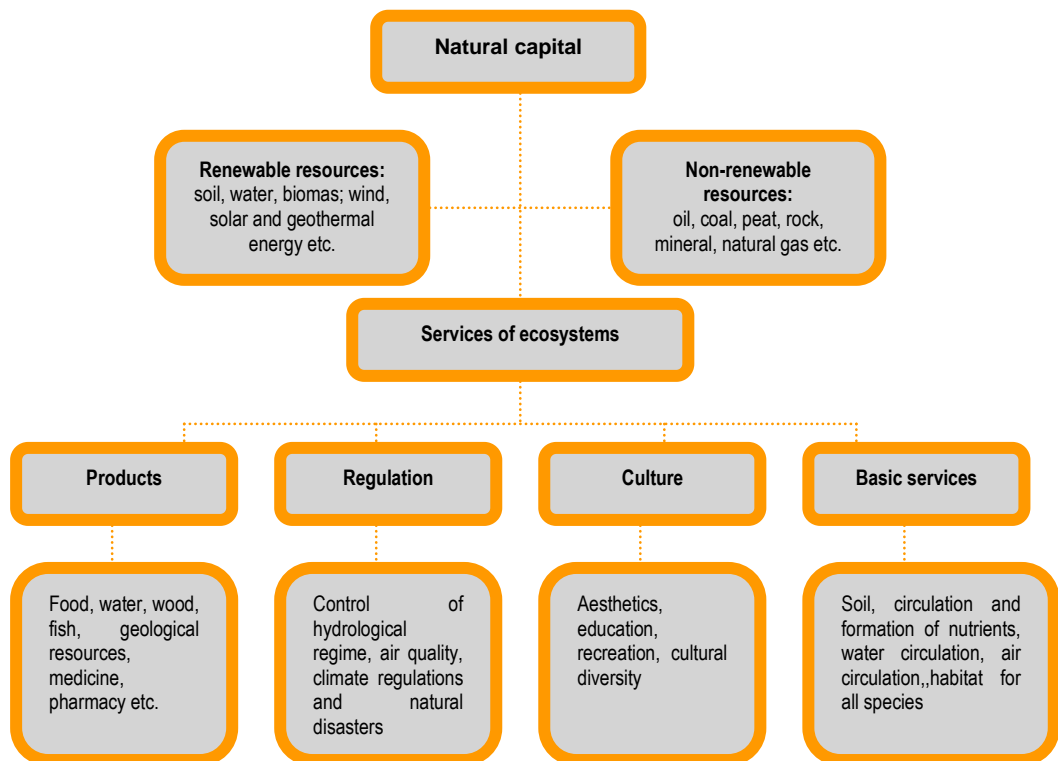 Natural capital
Renewable resources:
soil, water, biomas; wind,
solar and geothermal
energy etc.
Non-renewable
resources:
oil, coal, peat, rock,
mineral, natural gas etc.
Services of ecosystems
Products
Regulation
Culture
Basic services
Food, water, wood,
fish, geological
resources,
medicine,
pharmacy etc.
Control of
hydrological
regime, air quality,
climate regulations
and natural
disasters
Aesthetics,
education,
recreation, cultural
diversity
Soil, circulation and
formation of nutrients,
water circulation, air
circulation,,habitat for
all species